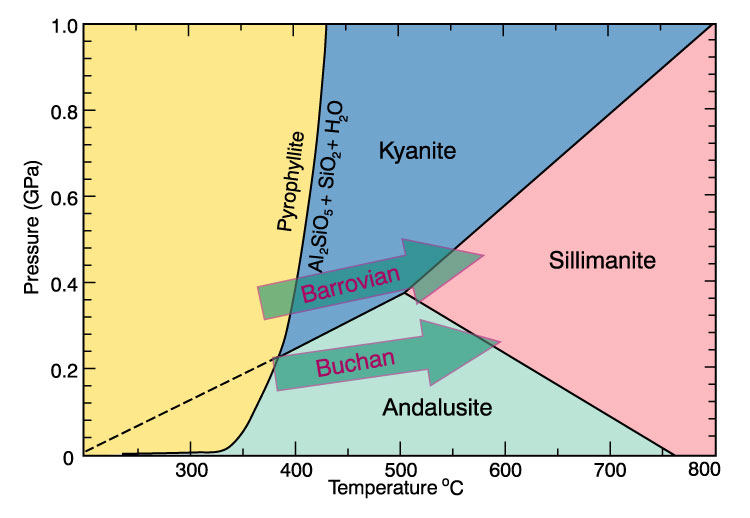 1.0
0.8
0.6
0.4
0.2
0
Pressure (GPa)
Pyrophyllite
Al₂SiO₅ + SiO₂ + H₂O
Kyanite
Sillimanite
Barrovian
Buchan
Andalusite
300 400 500 600 700 800
Temperature °C